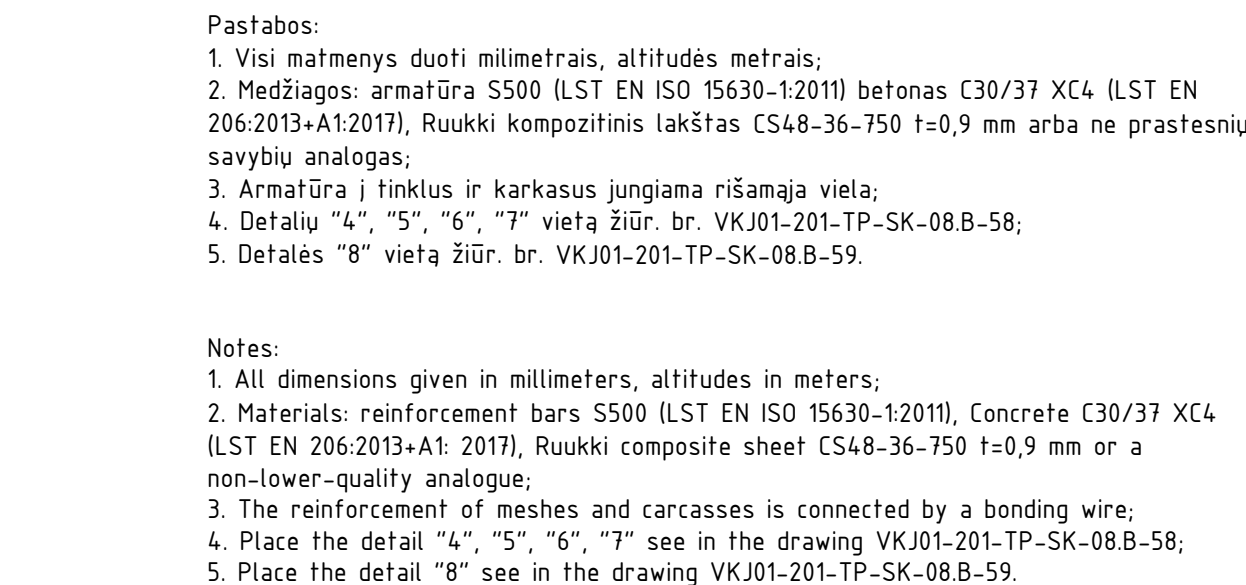 Pastabos:
1. Visi matmenys duoti milimetrais, altitudės metrais;
2. Medžiagos: armatūra S500 (LST EN ISO 15630-1:2011) betonas C30/37 XC4 (LST EN
206:2013+A1:2017), Ruukki kompozitinis lakštas CS48-36-750 t=0,9 mm arba ne prastesnių
savybių analogas;
3. Armatūra į tinklus ir karkasus jungiama rišamąja viela;
4. Detalių "4", "5", "6", "7" vietą žiūr. br. VKJ01-201-TP-SK-08.B-58;
5. Detalės "8" vietą žiūr. br. VKJ01-201-TP-SK-08.B-59.
Notes:
1. All dimensions given in millimeters, altitudes in meters;
2. Materials: reinforcement bars S500 (LST EN ISO 15630-1:2011), Concrete C30/37 XC4
(LST EN 206:2013+A1: 2017), Ruukki composite sheet CS48-36-750 t=0,9 mm or a
non-lower-quality analogue;
3. The reinforcement of meshes and carcasses is connected by a bonding wire;
4. Place the detail "4", "5", "6", "7" see in the drawing VKJ01-201-TP-SK-08.B-58;
5. Place the detail "8" see in the drawing VKJ01-201-TP-SK-08.B-59.